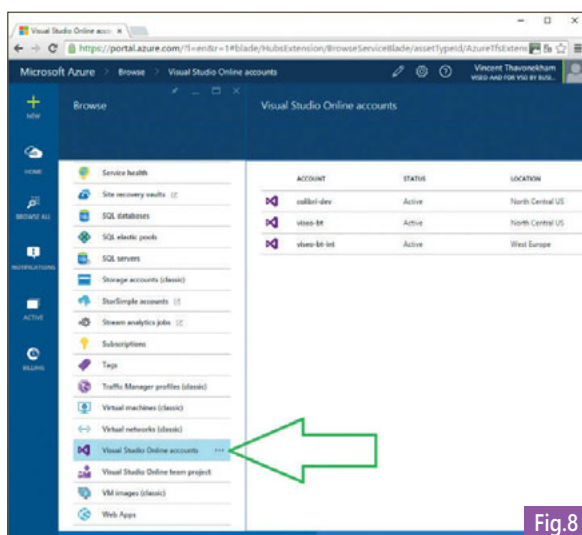 Visual Studio Online acco
https://portal.azure.com/?l=en&r=1#blade/HubsExtension/BrowseServiceBlade/assetTypeId/AzureTfsExtens
Microsoft Azure Browse Visual Studio Online accounts
Vincent Thavonekham
NEW
HOME
BROWSE ALL
NOTIFICATIONS
ACTIVE
BILLING
Browse
Service health
Site recovery vaults
SQL databases
SQL elastic pools
SQL servers
Storage accounts (classic)
StorSimple accounts
Stream analytics jobs
Subscriptions
Tags
Traffic Manager profiles (classic)
Virtual machines (classic)
Virtual networks (classic)
Visual Studio Online accounts ...
Visual Studio Online team project
VM images (classic)
Web Apps
Visual Studio Online accounts
ACCOUNT STATUS LOCATION
colibri-dev Active North Central US
viseo-bt Active North Central US
viseo-bt-int Active West Europe
Fig.8